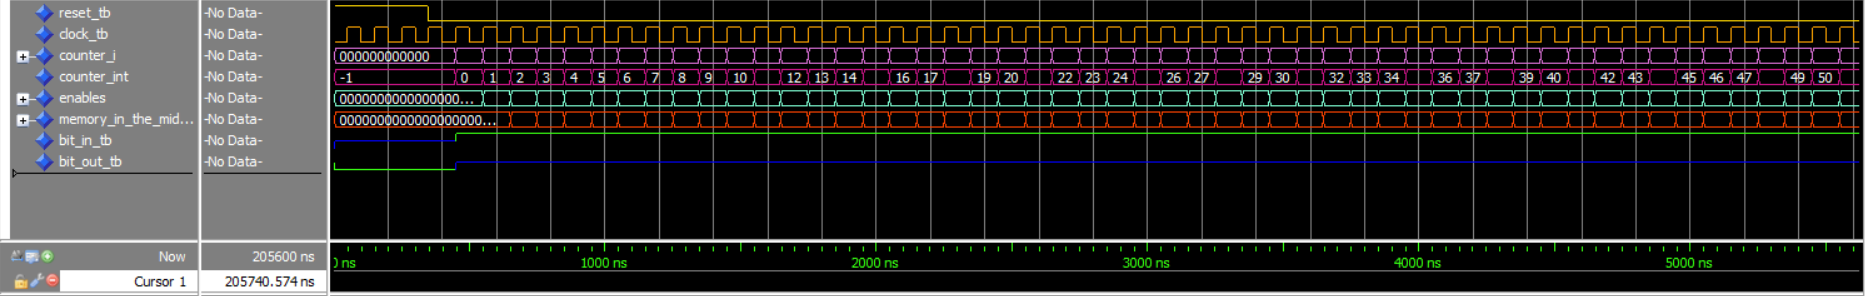 reset_tb -No Data-
clock_tb -No Data-
counter_i -No Data- 000000000000
counter_int -No Data- -1 0 1 2 3 4 5 6 7 8 9 10 12 13 14 16 17 19 20 22 23 24 26 27 29 30 32 33 34 36 37 39 40 42 43 45 46 47 49 50
enables -No Data- 0000000000000000...
memory_in_the_mid... -No Data- 0000000000000000000...
bit_in_tb -No Data-
bit_out_tb -No Data-
Now 205600 ns
ns 1000 ns 2000 ns 3000 ns 4000 ns 5000 ns
Cursor 1 205740.574 ns